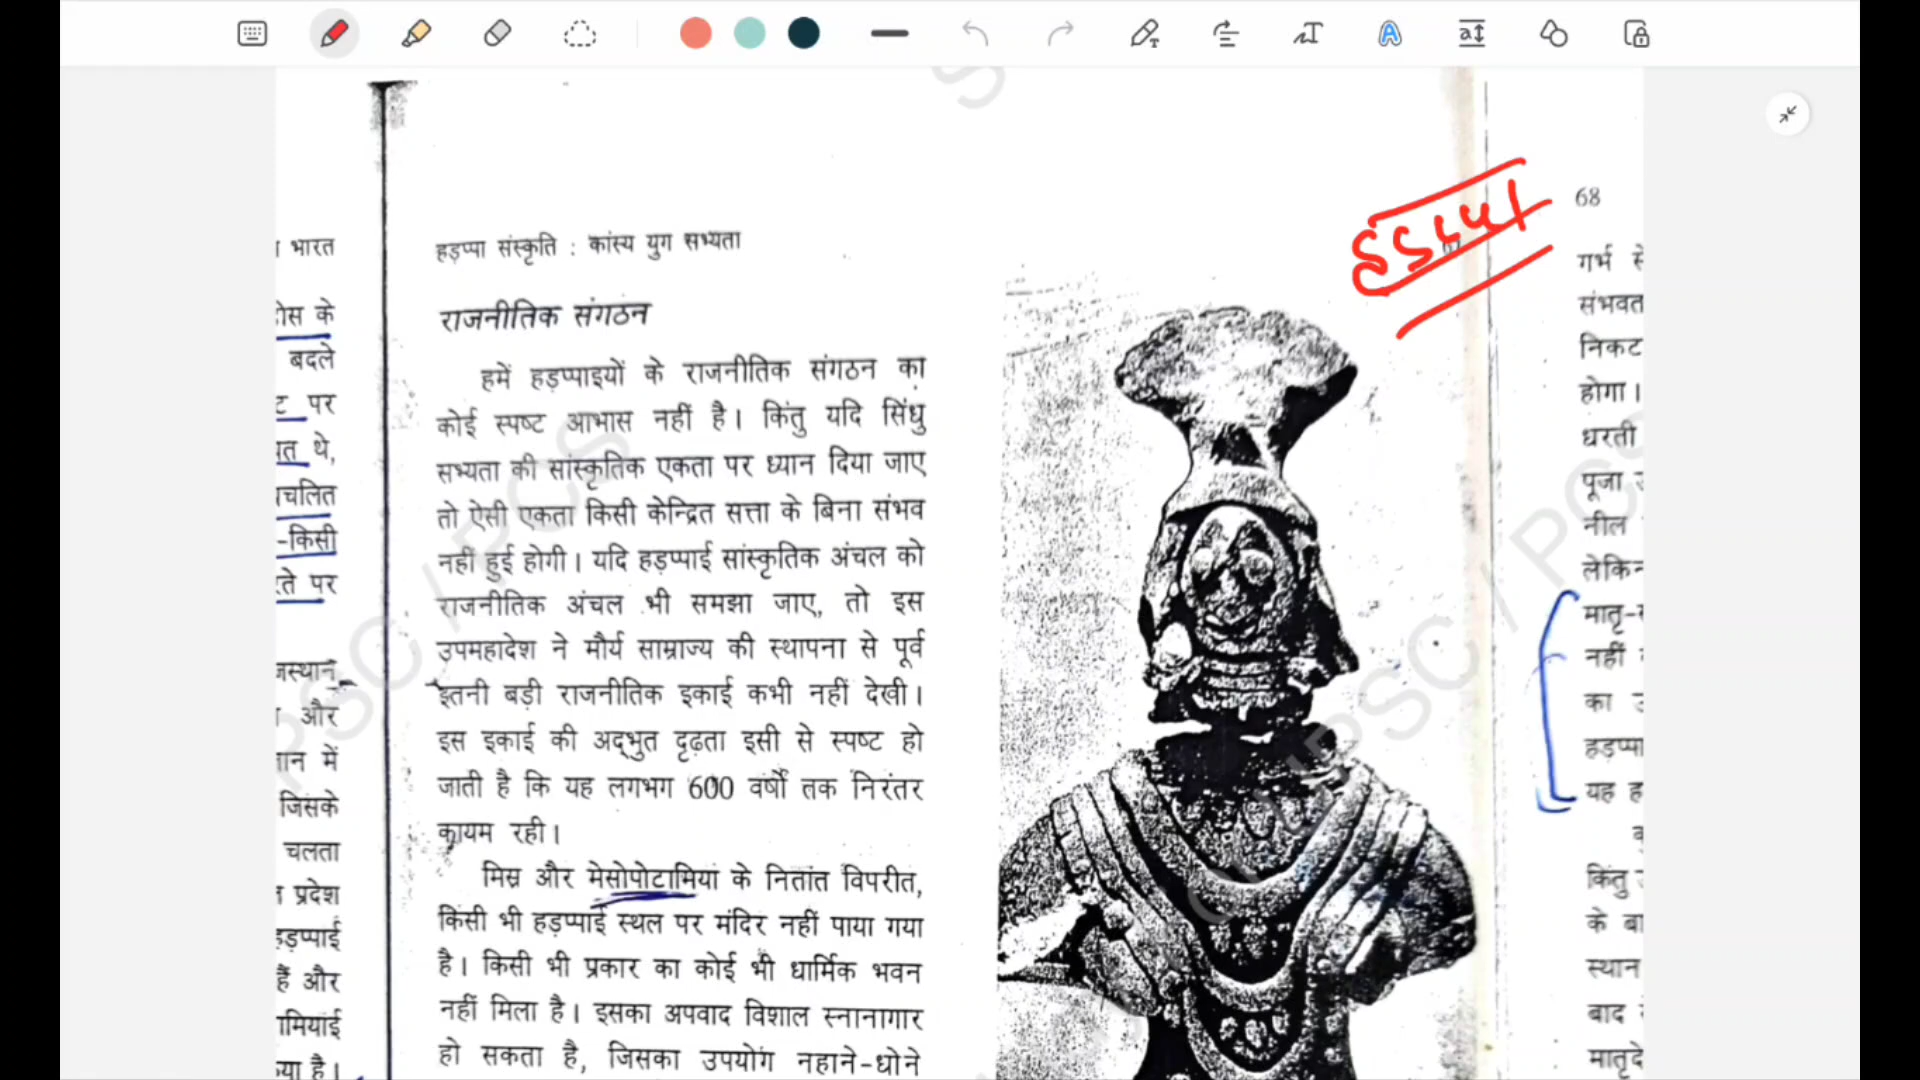 हड़प्पा
68
भारत
होस के
बदले
पर
थे,
प्रचलित
-किसी
पर
और
में
जिसके
चलता
प्रदेश
हड़प्पाई
हैं और
है।
हड़प्पा संस्कृति : कांस्य युग सभ्यता
राजनीतिक संगठन
हमें हड़प्पाइयों के राजनीतिक संगठन का
कोई स्पष्ट आभास नहीं है। किंतु यदि सिंधु
सभ्यता की सांस्कृतिक एकता पर ध्यान दिया जाए
तो ऐसी एकता किसी केन्द्रित सत्ता के बिना संभव
नहीं हुई होगी। यदि हड़प्पाई सांस्कृतिक अंचल को
राजनीतिक अंचल भी समझा जाए, तो इस
उपमहादेश ने मौर्य साम्राज्य की स्थापना से पूर्व
इतनी बड़ी राजनीतिक इकाई कभी नहीं देखी।
इस इकाई की अद्भुत दृढ़ता इसी से स्पष्ट हो
जाती है कि यह लगभग 600 वर्षों तक निरंतर
कायम रही।
मिस्र और मेसोपोटामिया के नितांत विपरीत,
किसी भी हड़प्पाई स्थल पर मंदिर नहीं पाया गया
है। किसी भी प्रकार का कोई भी धार्मिक भवन
नहीं मिला है। इसका अपवाद विशाल स्नानागार
हो सकता है, जिसका उपयोग नहाने-धोने
गर्भ से
संभवत
निकट
होगा।
धरती
पूजा
नील
लेकिन
मातृ-
नहीं
का
हड़प्पा
यह
किंतु
के
स्थान
बाद
मातृदे
UPSC / PCS